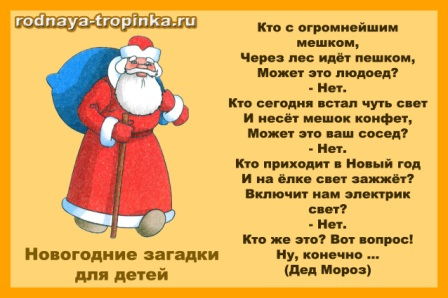 rodnaya-tropinka.ru
Кто с огромнейшим
мешком,
Через лес идёт пешком,
Может это людоед?
- Нет.
Кто сегодня встал чуть свет
И несёт мешок конфет,
Может это ваш сосед?
- Нет.
Кто приходит в Новый год
И на ёлке свет зажжёт?
Включит нам электрик
свет?
- Нет.
Кто же это? Вот вопрос!
Ну, конечно ...
(Дед Мороз)
Новогодние загадки
для детей